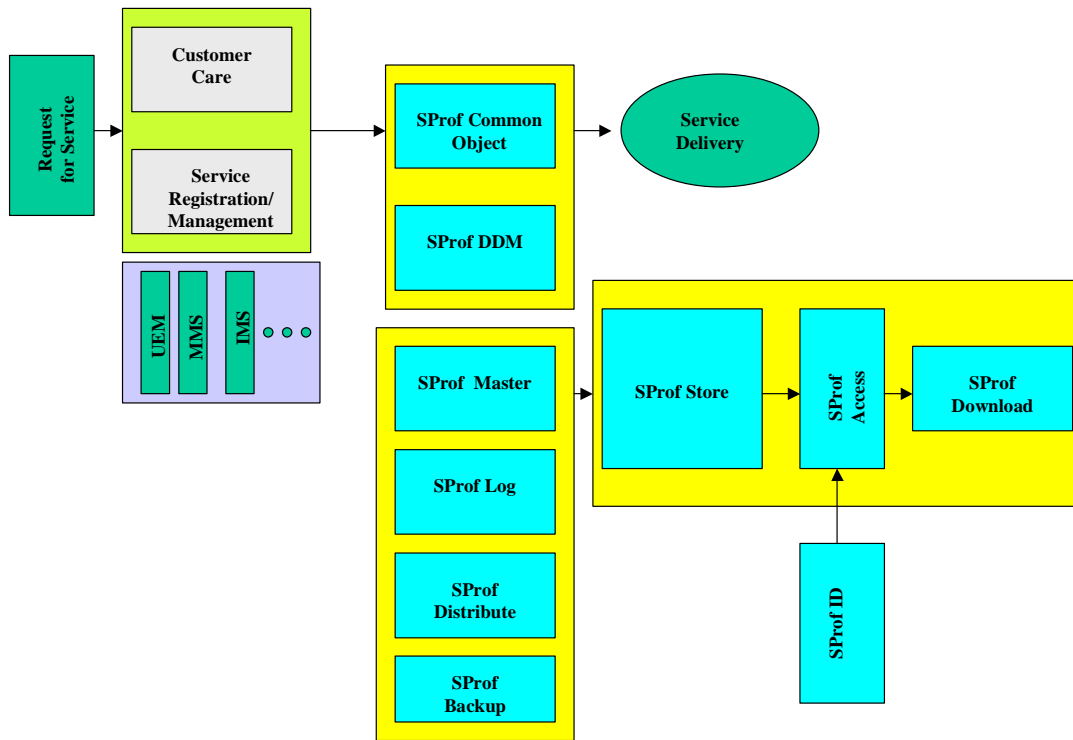 Request
for Service
Customer
Care
Service
Registration/
Management
UEM
MMS
IMS
SProf Common
Object
SProf DDM
Service
Delivery
SProf Master
SProf Log
SProf
Distribute
SProf
Backup
SProf Store
SProf
Access
SProf
Download
SProf ID